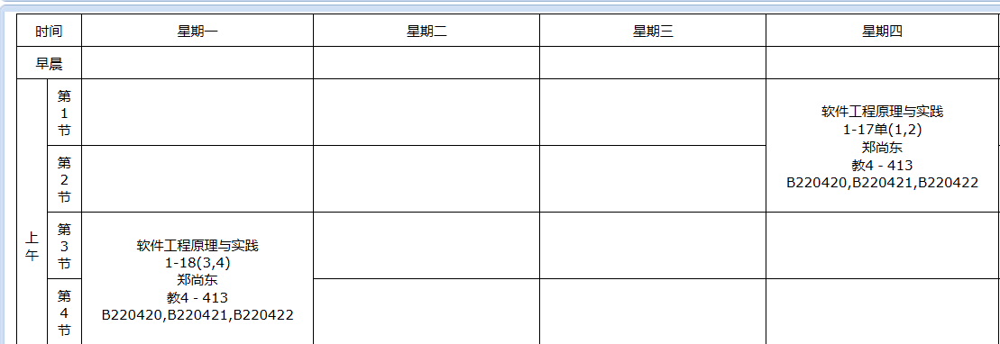 时间 星期一 星期二 星期三 星期四
早晨
上午
第1节
软件工程原理与实践
1-17单(1,2)
郑尚东
教4 - 413
B220420,B220421,B220422
第2节
第3节
软件工程原理与实践
1-18(3,4)
郑尚东
教4 - 413
B220420,B220421,B220422
第4节